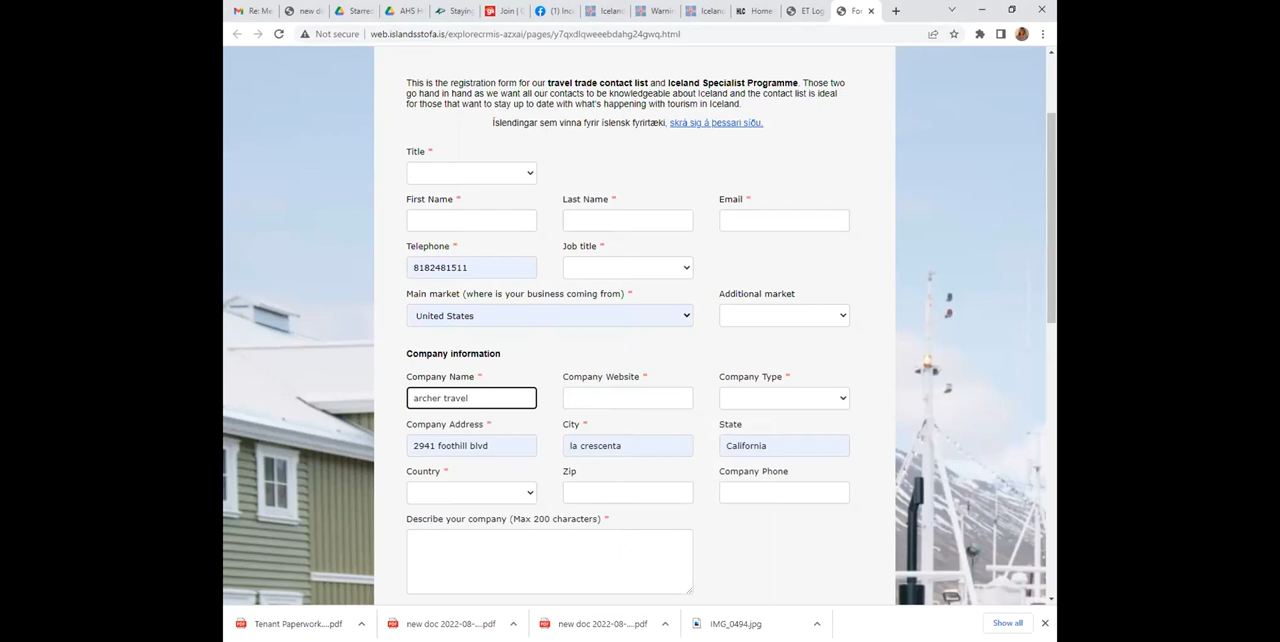 Re: Me
new di
Starre
AHS H
Staying
Join | (
(1) Inc
Iceland
Warnin
Iceland
HLC Home
ET Log
For
Not secure web.islandsstofa.is/explorecrmis-azxai/pages/y7qxdlqweeebdahg24gwq.html
This is the registration form for our travel trade contact list and Iceland Specialist Programme. Those two
go hand in hand as we want all our contacts to be knowledgeable about Iceland and the contact list is ideal
for those that want to stay up to date with what's happening with tourism in Iceland.
Íslendingar sem vinna fyrir íslensk fyrirtæki, skrá sig á þessari síðu.
Title *
First Name * Last Name * Email *
Telephone * Job title *
8182481511
Main market (where is your business coming from) * Additional market
United States
Company information
Company Name * Company Website * Company Type *
archer travel
Company Address * City * State
2941 foothill blvd la crescenta California
Country * Zip Company Phone
Describe your company (Max 200 characters) *
Tenant Paperwork....pdf new doc 2022-08-....pdf new doc 2022-08-....pdf IMG_0494.jpg Show all